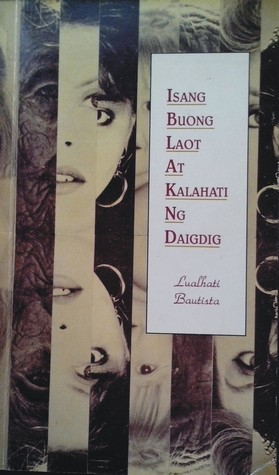 Isang
Buong
Laot
At
Kalahati
Ng
Daigdig
Lualhati
Bautista